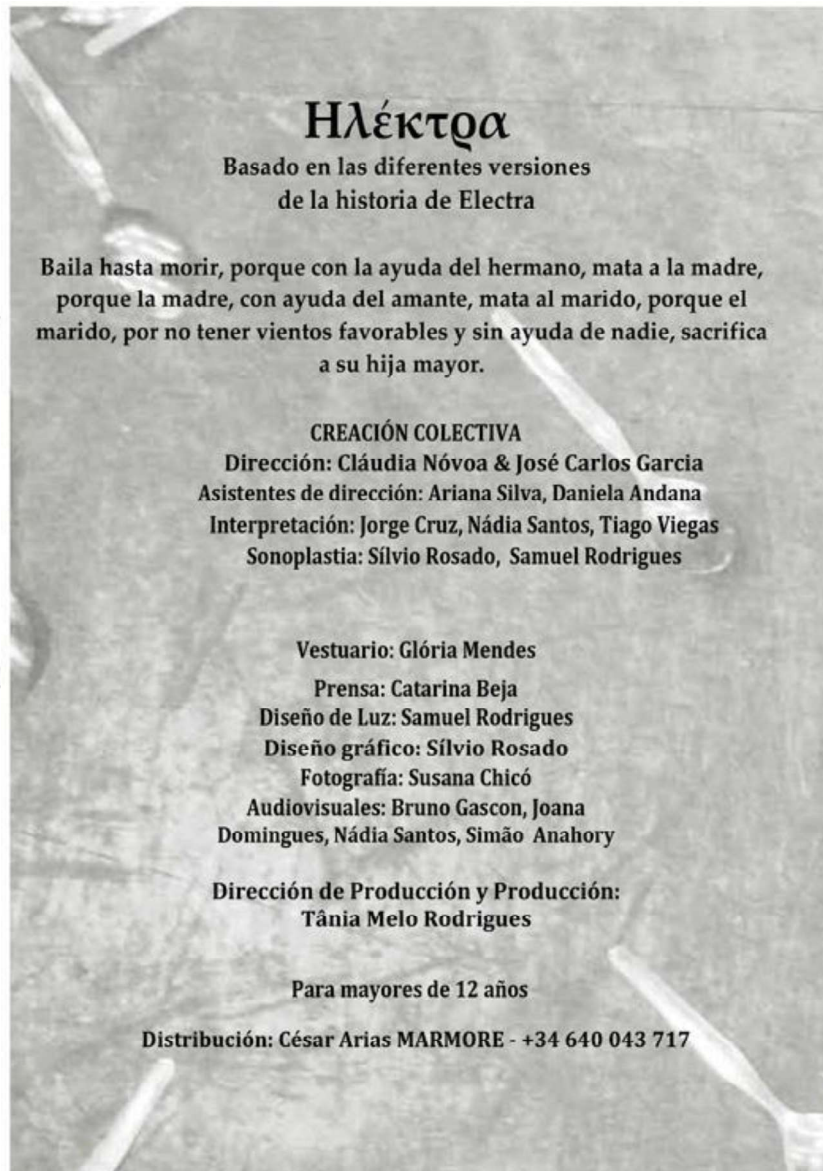 Ηλέκτρα
Basado en las diferentes versiones
de la historia de Electra
Baila hasta morir, porque con la ayuda del hermano, mata a la madre,
porque la madre, con ayuda del amante, mata al marido, porque el
marido, por no tener vientos favorables y sin ayuda de nadie, sacrifica
a su hija mayor.
CREACIÓN COLECTIVA
Dirección: Cláudia Nóvoa & José Carlos Garcia
Asistentes de dirección: Ariana Silva, Daniela Andana
Interpretación: Jorge Cruz, Nádia Santos, Tiago Viegas
Sonoplastia: Sílvio Rosado, Samuel Rodrigues
Vestuario: Glória Mendes
Prensa: Catarina Beja
Diseño de Luz: Samuel Rodrigues
Diseño gráfico: Sílvio Rosado
Fotografía: Susana Chicó
Audiovisuales: Bruno Gascon, Joana
Domingues, Nádia Santos, Simão Anahory
Dirección de Producción y Producción:
Tânia Melo Rodrigues
Para mayores de 12 años
Distribución: César Arias MARMORE - +34 640 043 717